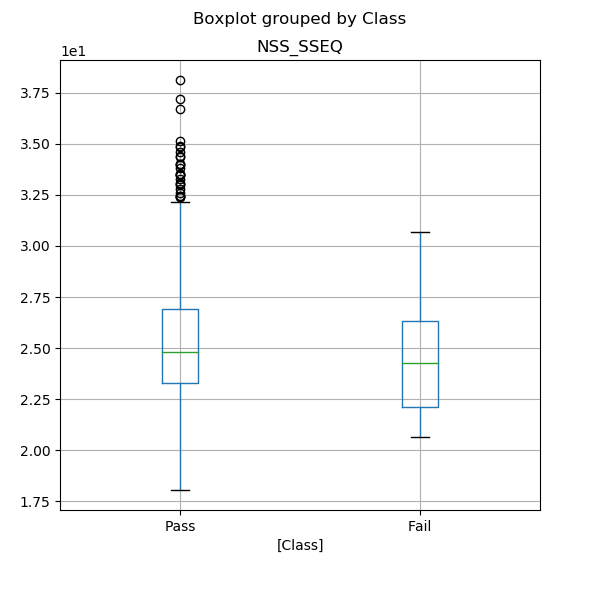 Boxplot grouped by Class
NSS_SSEQ
1e1
3.75
3.50
3.25
3.00
2.75
2.50
2.25
2.00
1.75
Pass
Fail
[Class]